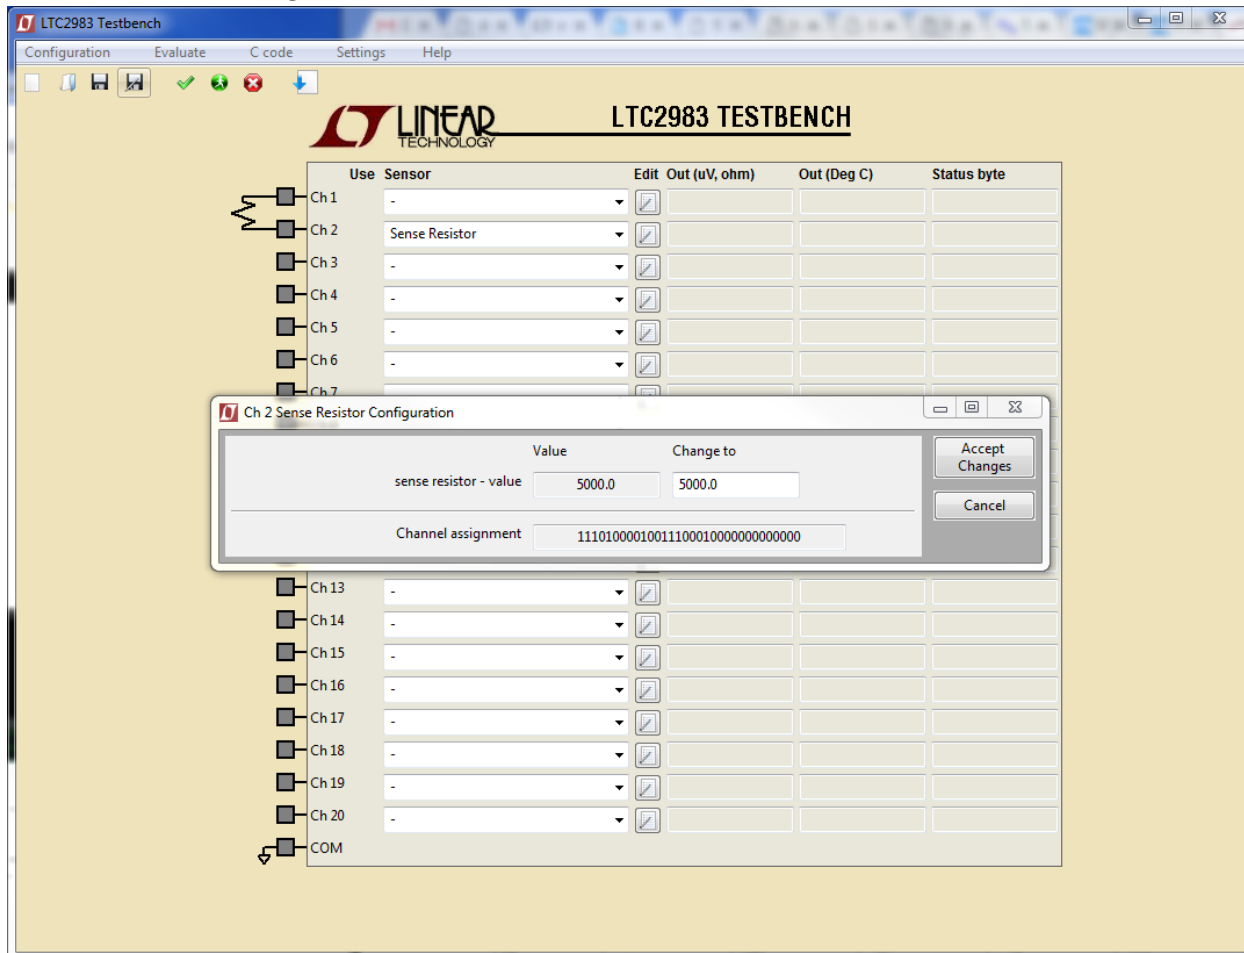 LTC2983 Testbench
Configuration Evaluate C code Settings Help
LINEAR
TECHNOLOGY
LTC2983 TESTBENCH
Use Sensor Edit Out (uV, ohm) Out (Deg C) Status byte
Ch 1 -
Ch 2 Sense Resistor
Ch 3 -
Ch 4 -
Ch 5 -
Ch 6 -
Ch 7
Ch 2 Sense Resistor Configuration
Value Change to
Accept
Changes
sense resistor - value 5000.0 5000.0
Cancel
Channel assignment 11101000010011100010000000000000
Ch 13 -
Ch 14 -
Ch 15 -
Ch 16 -
Ch 17 -
Ch 18 -
Ch 19 -
Ch 20 -
COM